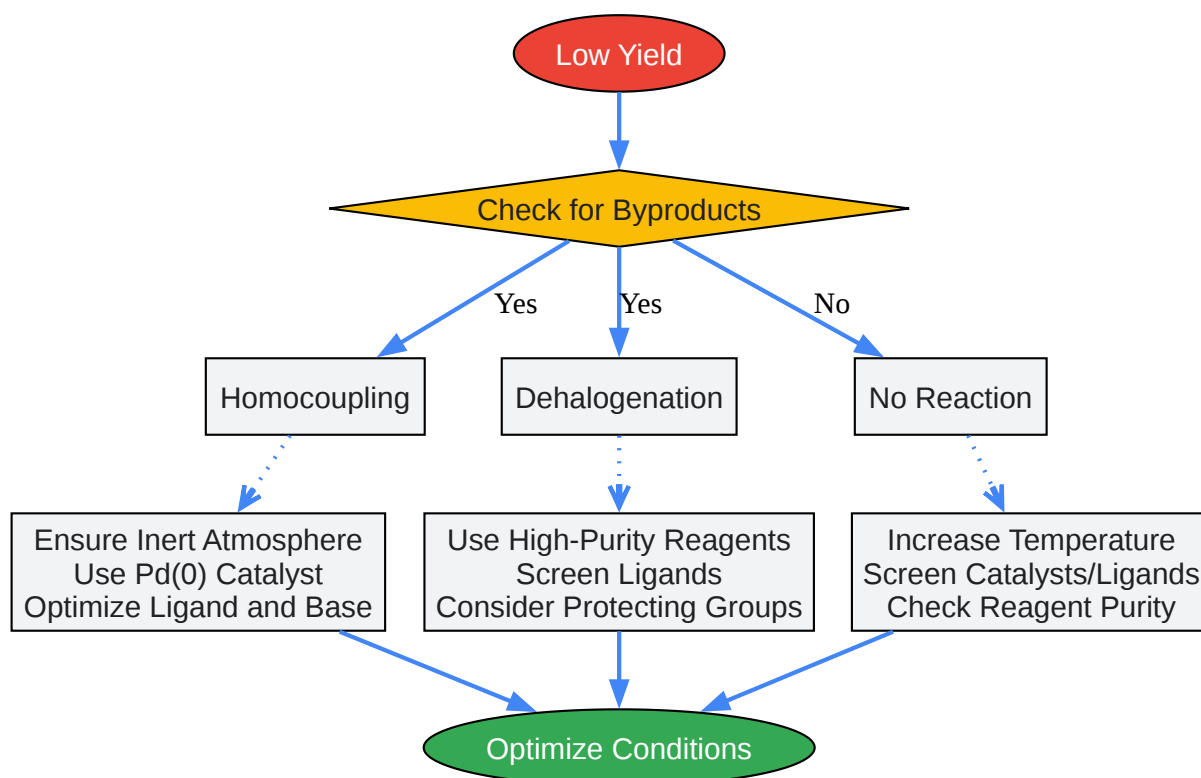 Low Yield
Check for Byproducts
Yes
Yes
No
Homocoupling
Dehalogenation
No Reaction
Ensure Inert Atmosphere
Use Pd(0) Catalyst
Optimize Ligand and Base
Use High-Purity Reagents
Screen Ligands
Consider Protecting Groups
Increase Temperature
Screen Catalysts/Ligands
Check Reagent Purity
Optimize Conditions